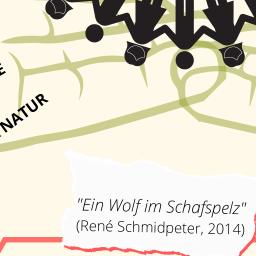 NATUR
"Ein Wolf im Schafspelz"
(René Schmidpeter, 2014)